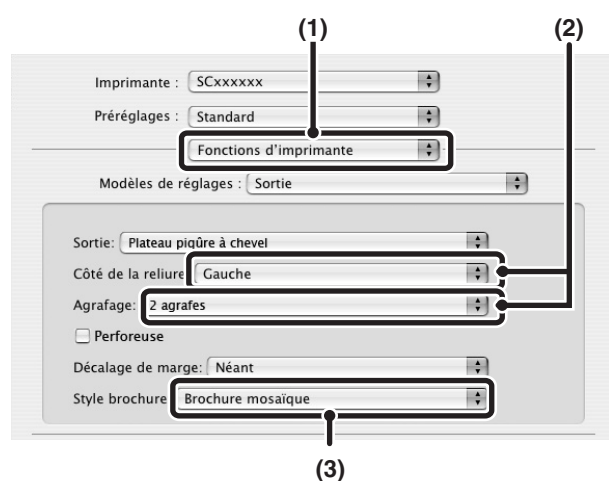 (1) (2)
Imprimante : SCxxxxxx
Préréglages : Standard
Fonctions d'imprimante
Modèles de réglages : Sortie
Sortie: Plateau piqûre à chevel
Côté de la reliure Gauche
Agrafage: 2 agrafes
Perforeuse
Décalage de marge: Néant
Style brochure Brochure mosaïque
(3)